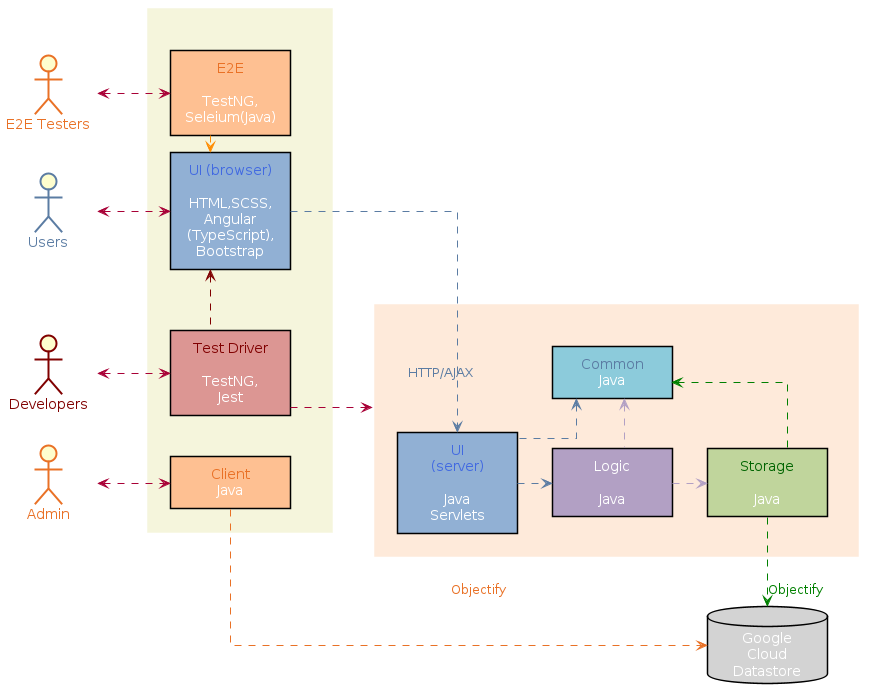 E2E
TestNG,
Seleium(Java)
E2E Testers
UI (browser)
HTML,SCSS,
Angular
(TypeScript),
Bootstrap
Users
Test Driver
TestNG,
Jest
Developers
HTTP/AJAX
Common
Java
UI
(server)
Java
Servlets
Logic
Java
Storage
Java
Client
Java
Admin
Objectify
Objectify
Google
Cloud
Datastore